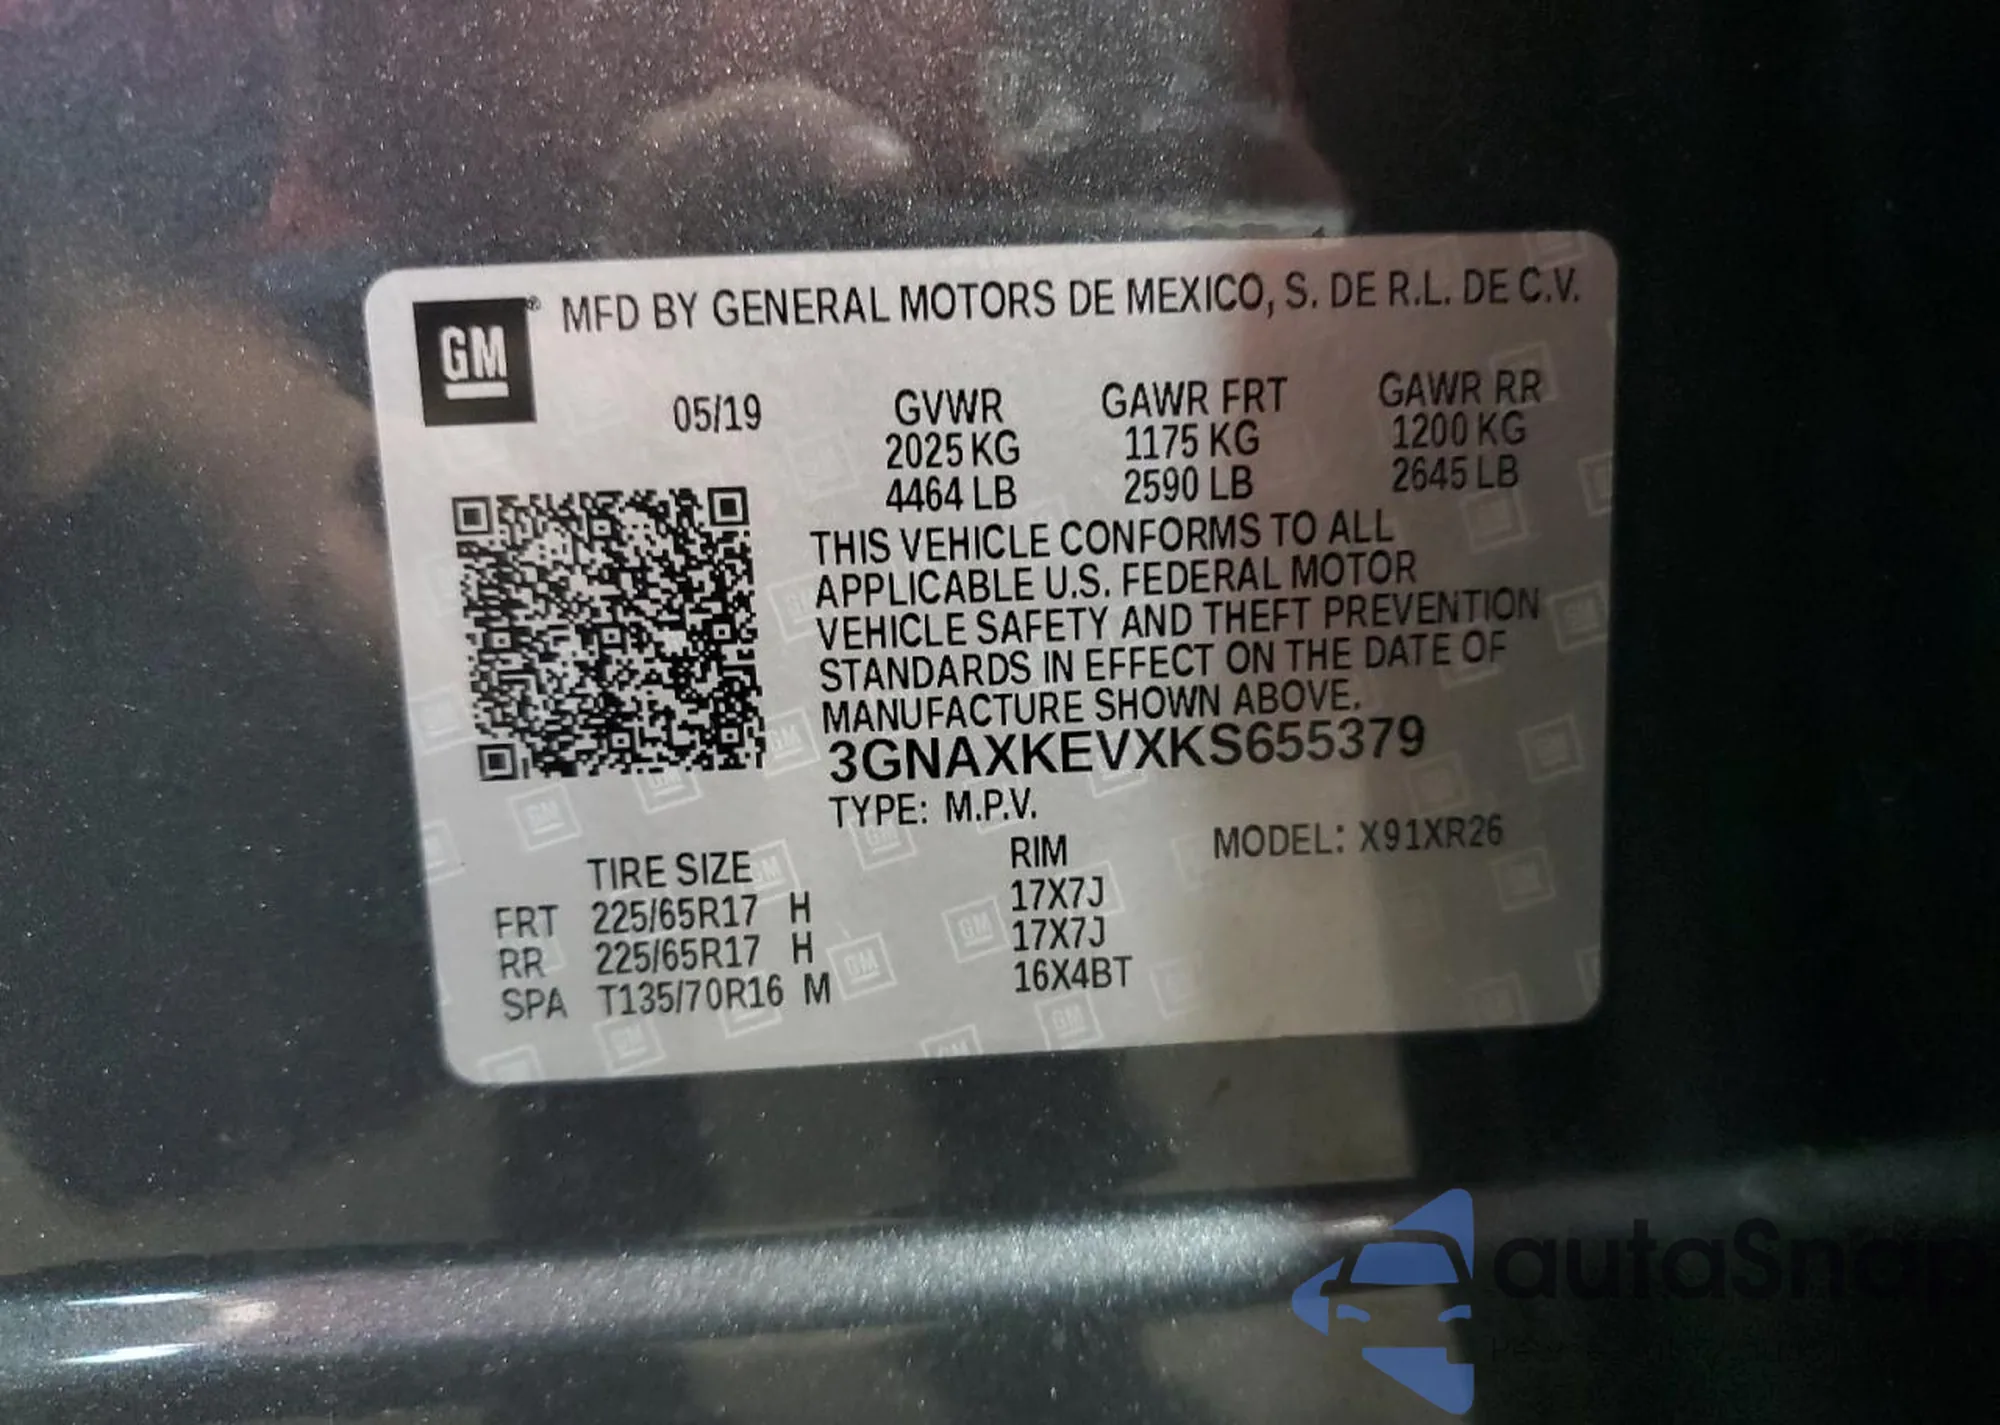 GM
® MFD BY GENERAL MOTORS DE MEXICO, S. DE R.L. DE C.V.
05/19 GVWR GAWR FRT GAWR RR
2025 KG 1175 KG 1200 KG
4464 LB 2590 LB 2645 LB
THIS VEHICLE CONFORMS TO ALL
APPLICABLE U.S. FEDERAL MOTOR
VEHICLE SAFETY AND THEFT PREVENTION
STANDARDS IN EFFECT ON THE DATE OF
MANUFACTURE SHOWN ABOVE.
3GNAXKEVXKS655379
TYPE: M.P.V. MODEL: X91XR26
TIRE SIZE RIM
FRT 225/65R17 H 17X7J
RR 225/65R17 H 17X7J
SPA T135/70R16 M 16X4BT
autaSnap